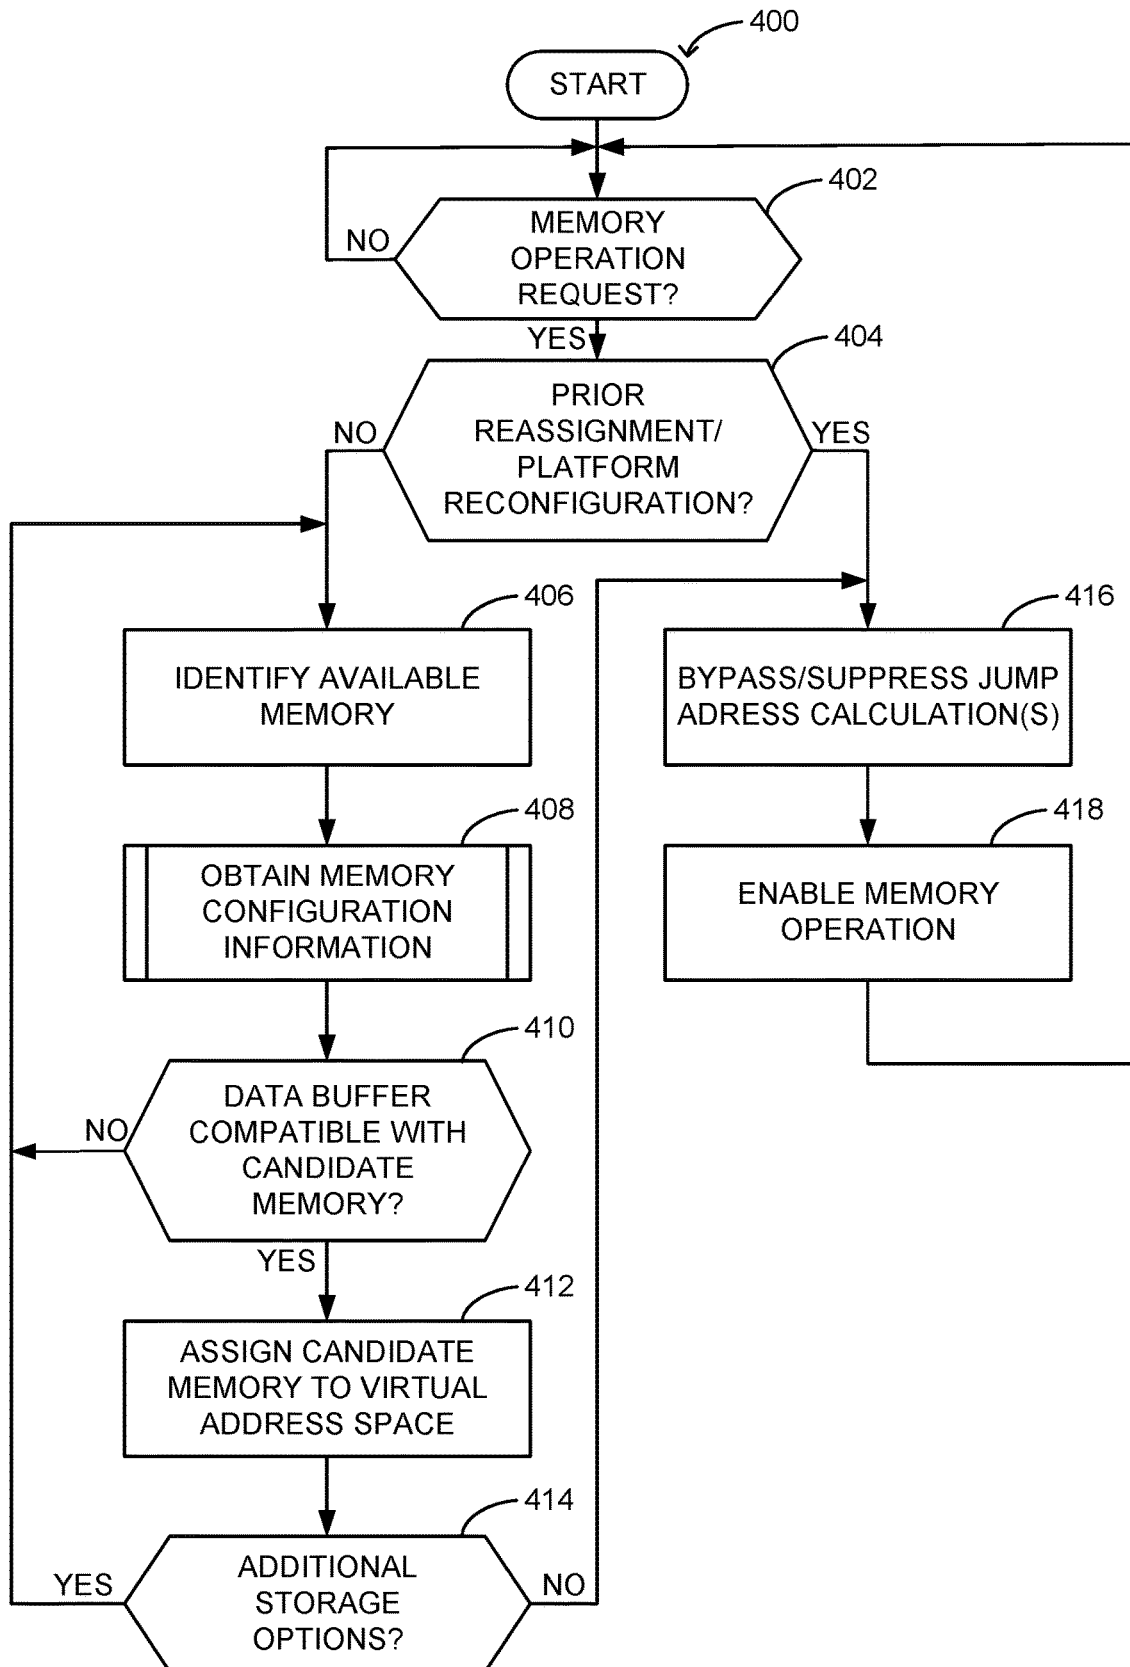 400
START
402
MEMORY
OPERATION
REQUEST?
NO
YES
404
PRIOR
REASSIGNMENT/
PLATFORM
RECONFIGURATION?
NO
YES
406
IDENTIFY AVAILABLE
MEMORY
416
BYPASS/SUPPRESS JUMP
ADRESS CALCULATION(S)
408
OBTAIN MEMORY
CONFIGURATION
INFORMATION
418
ENABLE MEMORY
OPERATION
410
DATA BUFFER
COMPATIBLE WITH
CANDIDATE
MEMORY?
NO
YES
412
ASSIGN CANDIDATE
MEMORY TO VIRTUAL
ADDRESS SPACE
414
ADDITIONAL
STORAGE
OPTIONS?
YES
NO